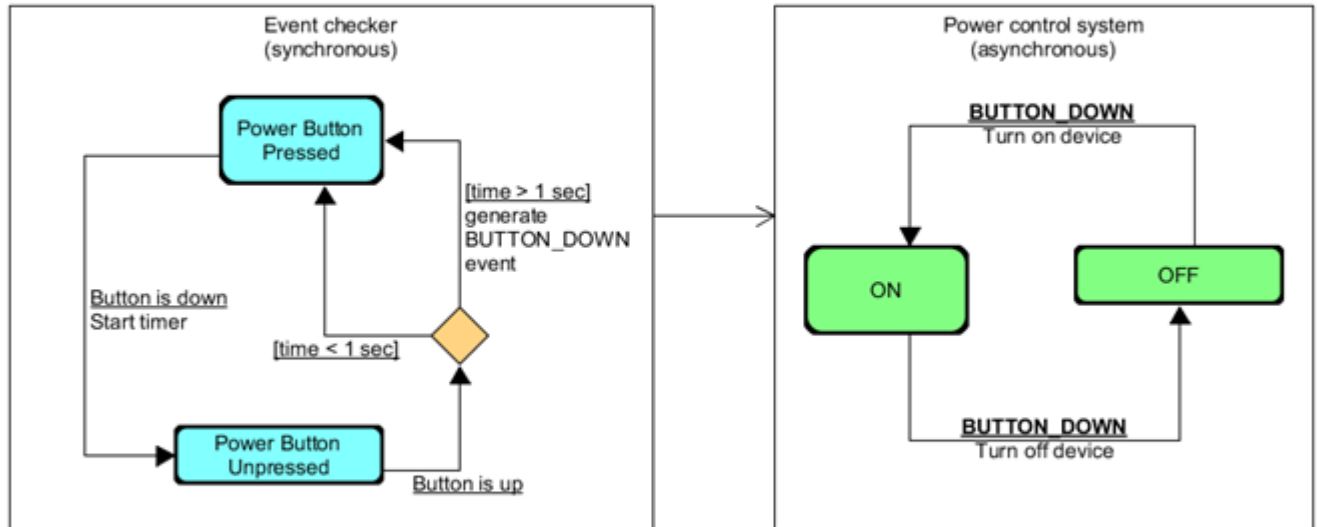 Event checker
(synchronous)
Power Button
Pressed
[time > 1 sec]
generate
BUTTON_DOWN
event
Button is down
Start timer
[time < 1 sec]
Power Button
Unpressed
Button is up
Power control system
(asynchronous)
BUTTON_DOWN
Turn on device
ON
OFF
BUTTON_DOWN
Turn off device